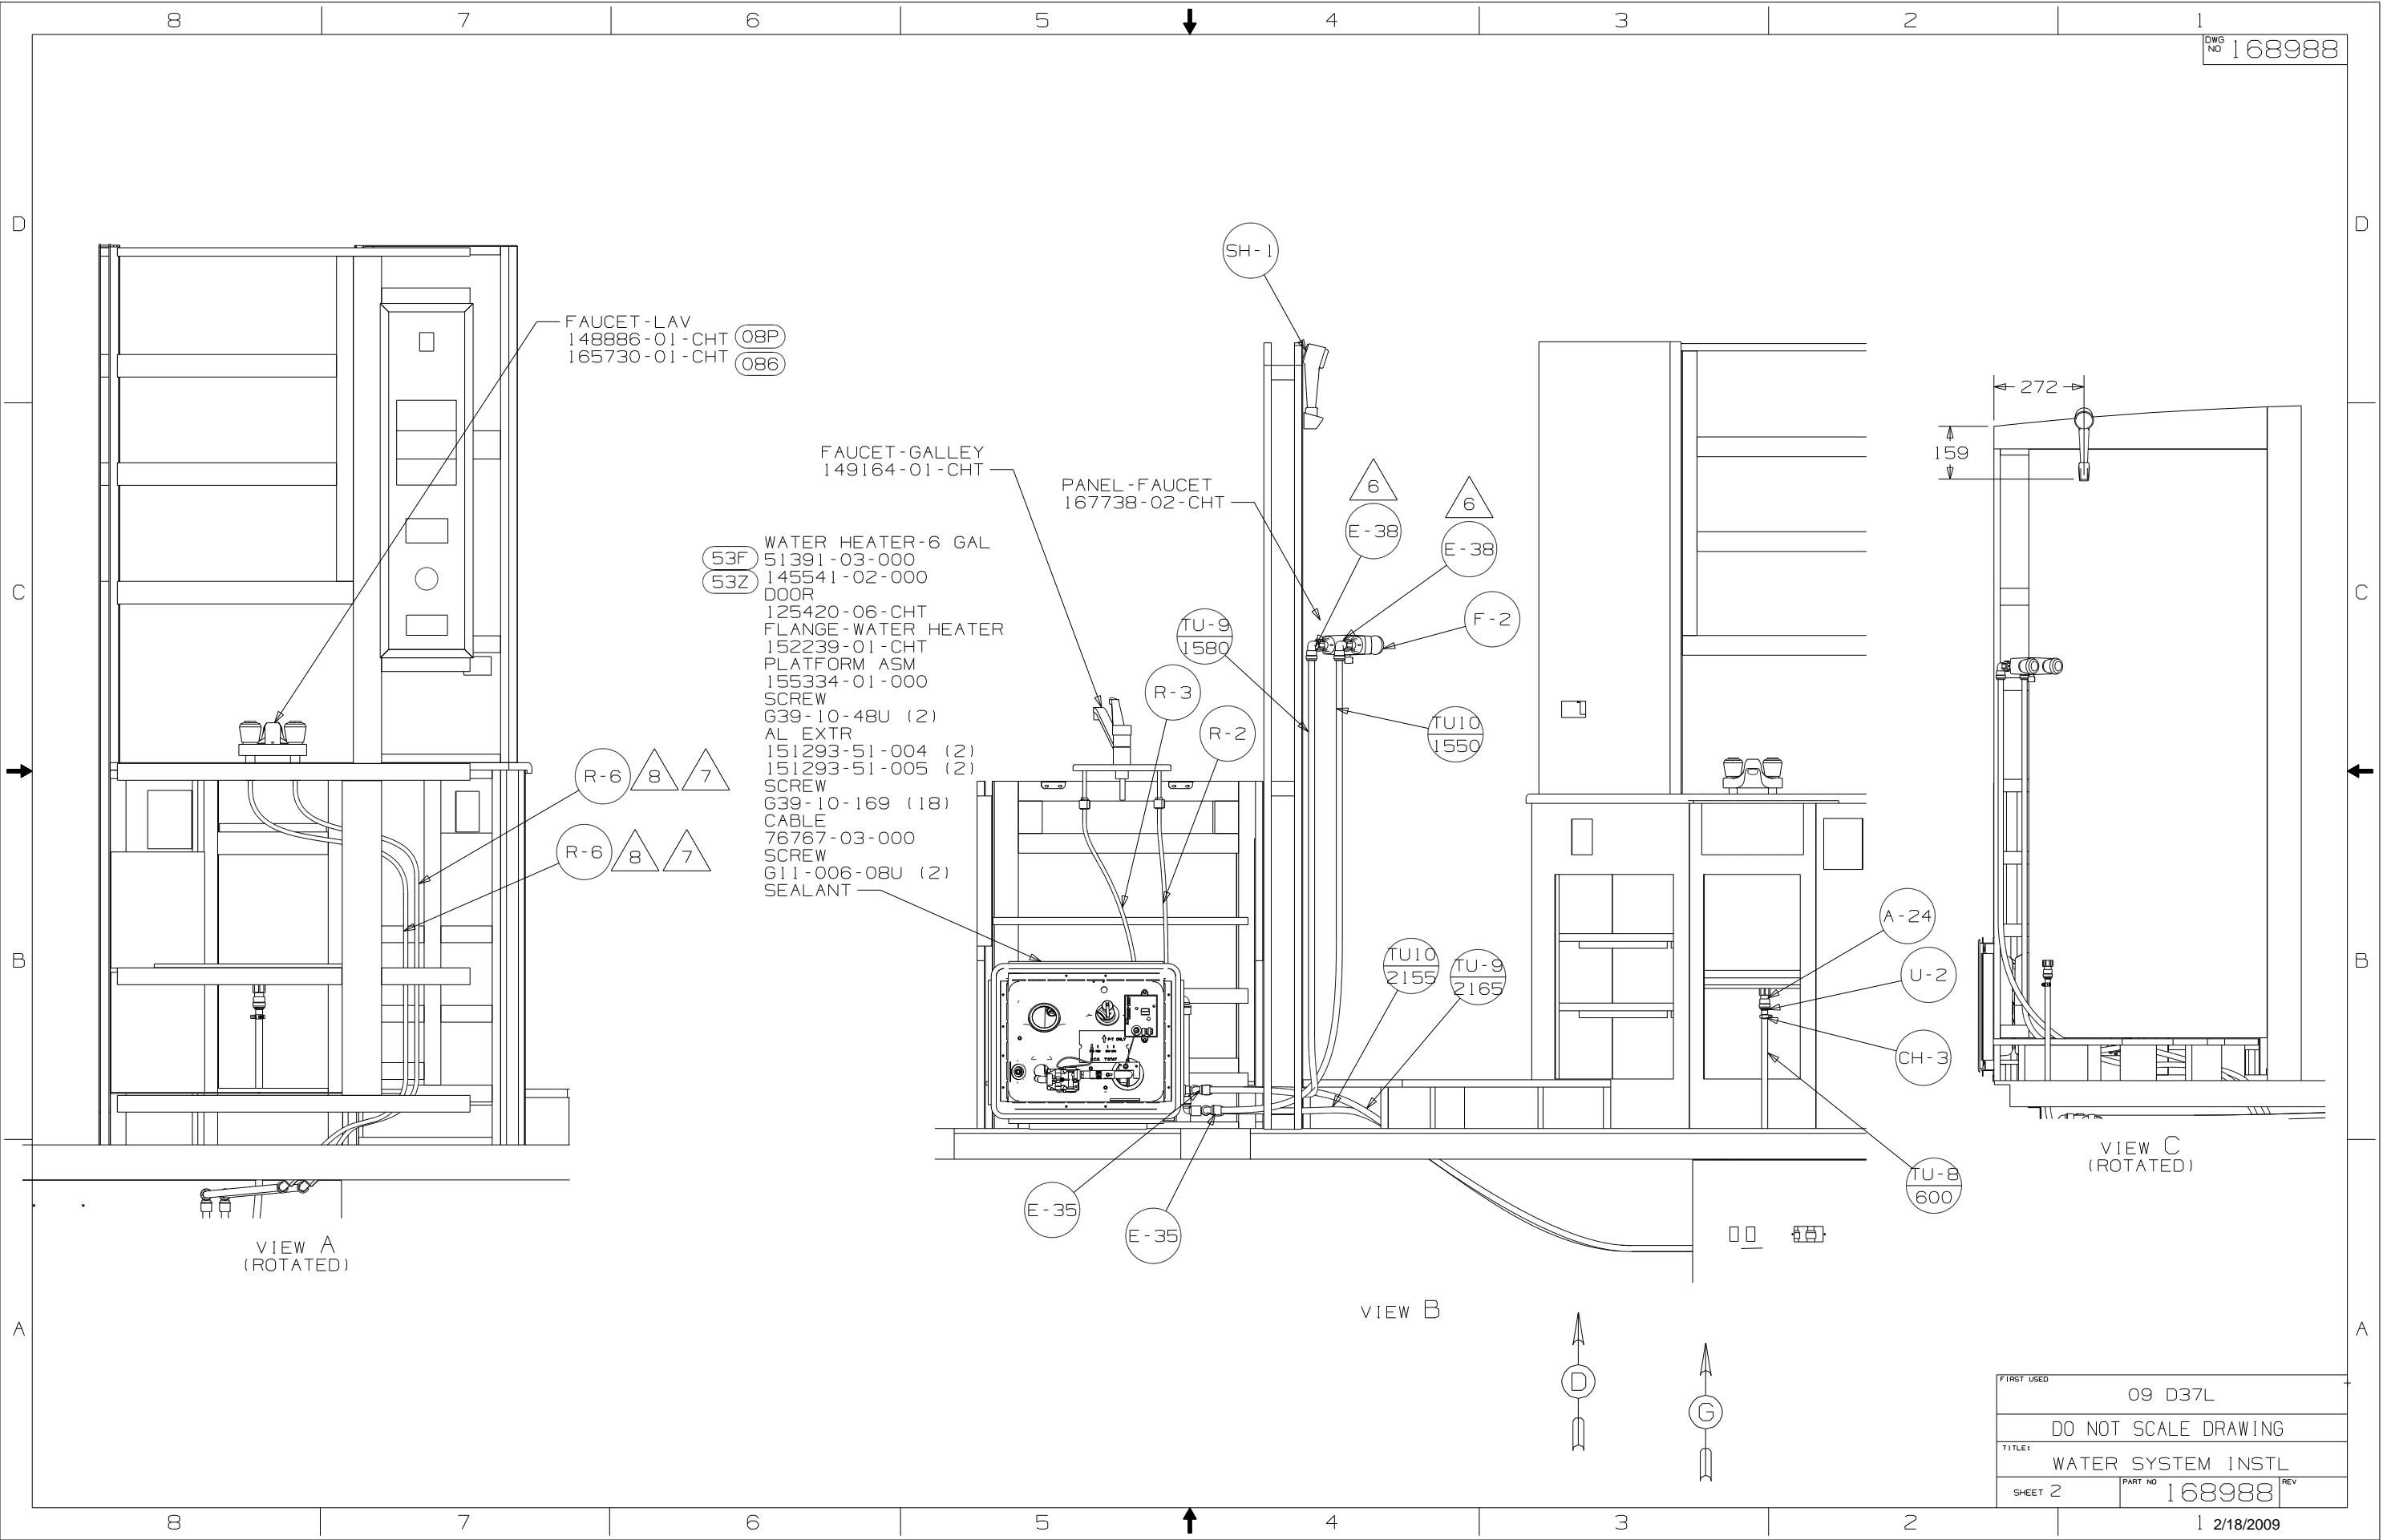 8 7 6 5 4 3 2 1
DWG NO 168988
D D
C C
B B
A A
FAUCET-LAV
148886-01-CHT 08P
165730-01-CHT 086
R-6 8 7
R-6 8 7
VIEW A
(ROTATED)
FAUCET-GALLEY
149164-01-CHT
WATER HEATER-6 GAL
53F 51391-03-000
53Z 145541-02-000
DOOR
125420-06-CHT
FLANGE-WATER HEATER
152239-01-CHT
PLATFORM ASM
155334-01-000
SCREW
G39-10-48U (2)
AL EXTR
151293-51-004 (2)
151293-51-005 (2)
SCREW
G39-10-169 (18)
CABLE
76767-03-000
SCREW
G11-006-08U (2)
SEALANT
SH-1
PANEL-FAUCET
167738-02-CHT
6
E-38
6
E-38
F-2
TU-9
1580
R-3
R-2
TU10
1550
TU10
2155
TU-9
2165
E-35
E-35
A-24
U-2
CH-3
TU-8
600
VIEW B
D
G
272
159
VIEW C
(ROTATED)
FIRST USED
09 D37L
DO NOT SCALE DRAWING
TITLE:
WATER SYSTEM INSTL
SHEET 2 PART NO 168988 REV
8 7 6 5 4 3 2 1
2/18/2009